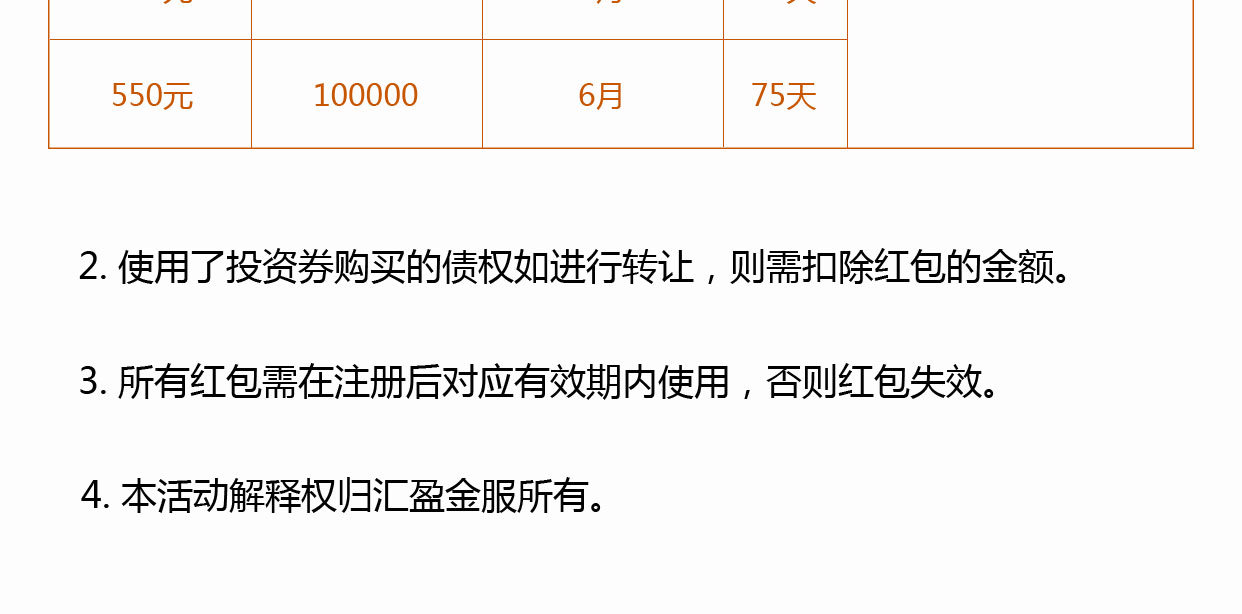 元 月 天
550元 100000 6月 75天
2. 使用了投资券购买的债权如进行转让，则需扣除红包的金额。
3. 所有红包需在注册后对应有效期内使用，否则红包失效。
4. 本活动解释权归汇盈金服所有。